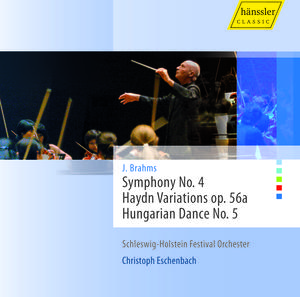 hänssler
CLASSIC
J. Brahms
Symphony No. 4
Haydn Variations op. 56a
Hungarian Dance No. 5
Schleswig-Holstein Festival Orchester
Christoph Eschenbach